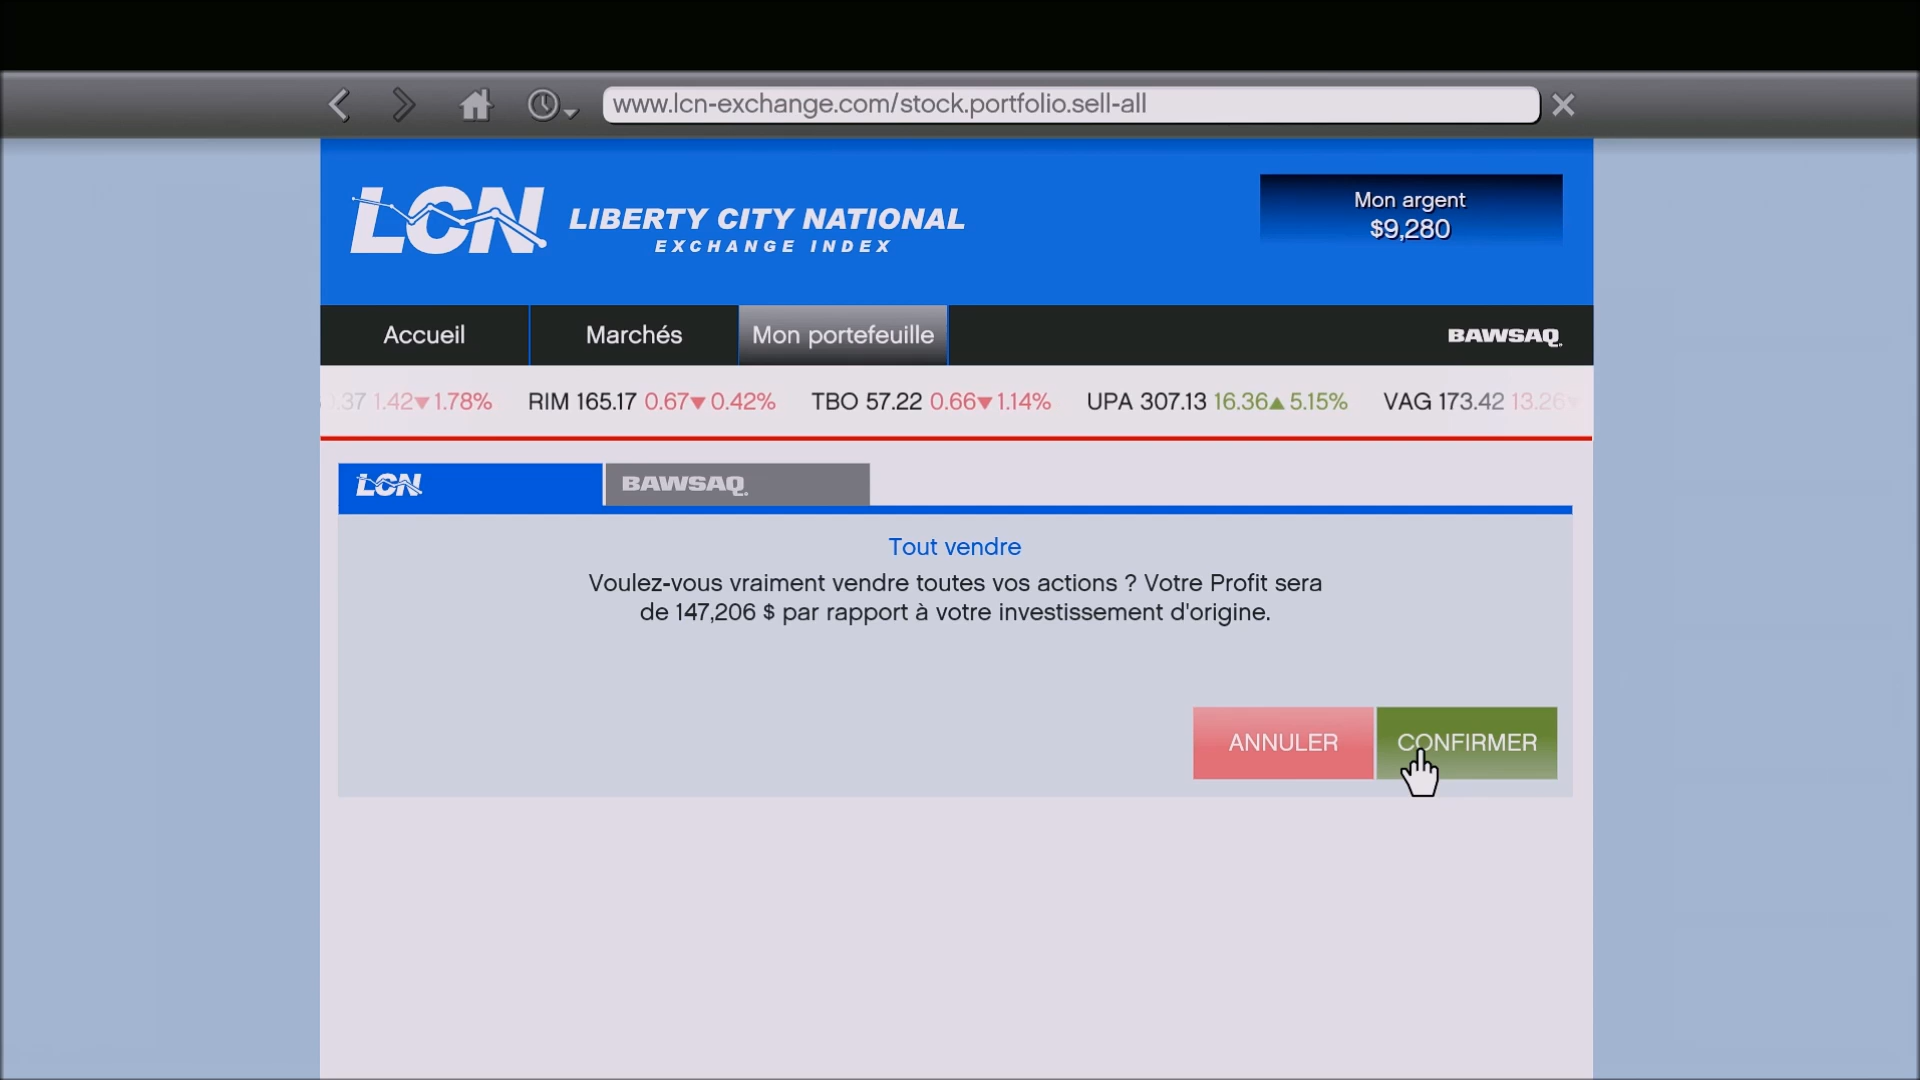 www.lcn-exchange.com/stock.portfolio.sell-all
LCN LIBERTY CITY NATIONAL
EXCHANGE INDEX
Mon argent
$9,280
Accueil Marchés Mon portefeuille BAWSAQ
.37 1.42▼1.78% RIM 165.17 0.67▼0.42% TBO 57.22 0.66▼1.14% UPA 307.13 16.36▲5.15% VAG 173.42 13.26▼
LCN BAWSAQ
Tout vendre
Voulez-vous vraiment vendre toutes vos actions ? Votre Profit sera
de 147,206 $ par rapport à votre investissement d'origine.
ANNULER CONFIRMER